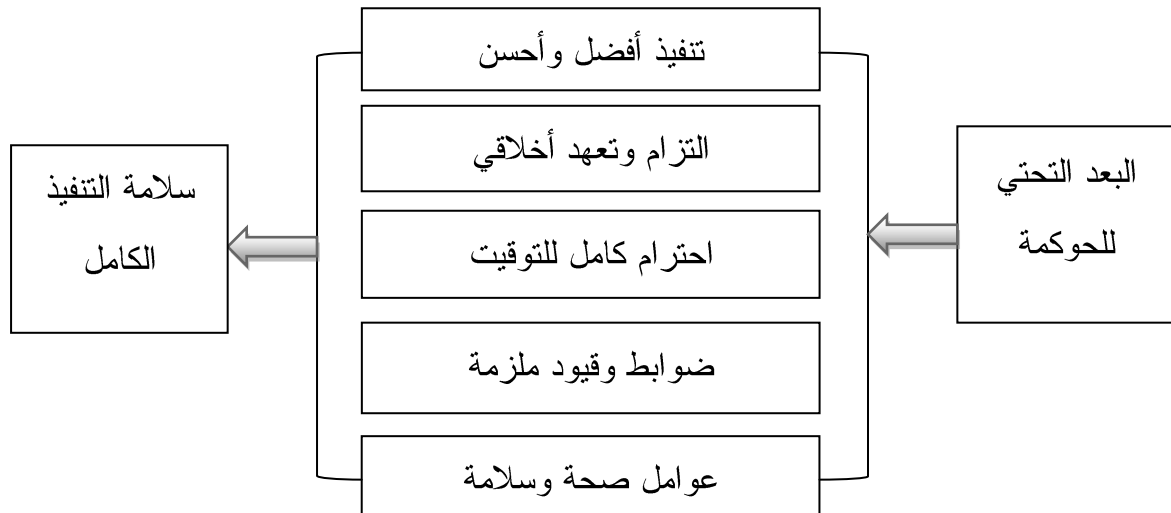 البعد التحتي
للحوكمة
تنفيذ أفضل وأحسن
التزام وتعهد أخلاقي
احترام كامل للتوقيت
ضوابط وقيود ملزمة
عوامل صحة وسلامة
سلامة التنفيذ
الكامل